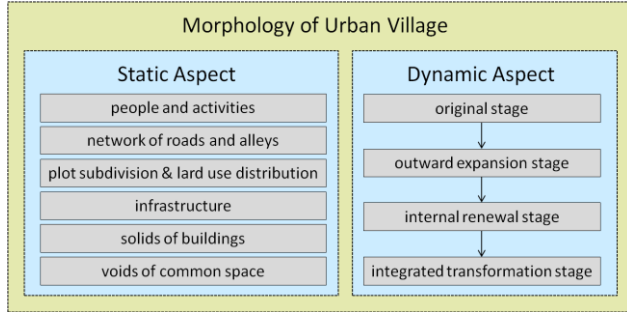 Morphology of Urban Village
Static Aspect
people and activities
network of roads and alleys
plot subdivision & lard use distribution
infrastructure
solids of buildings
voids of common space
Dynamic Aspect
original stage
outward expansion stage
internal renewal stage
integrated transformation stage